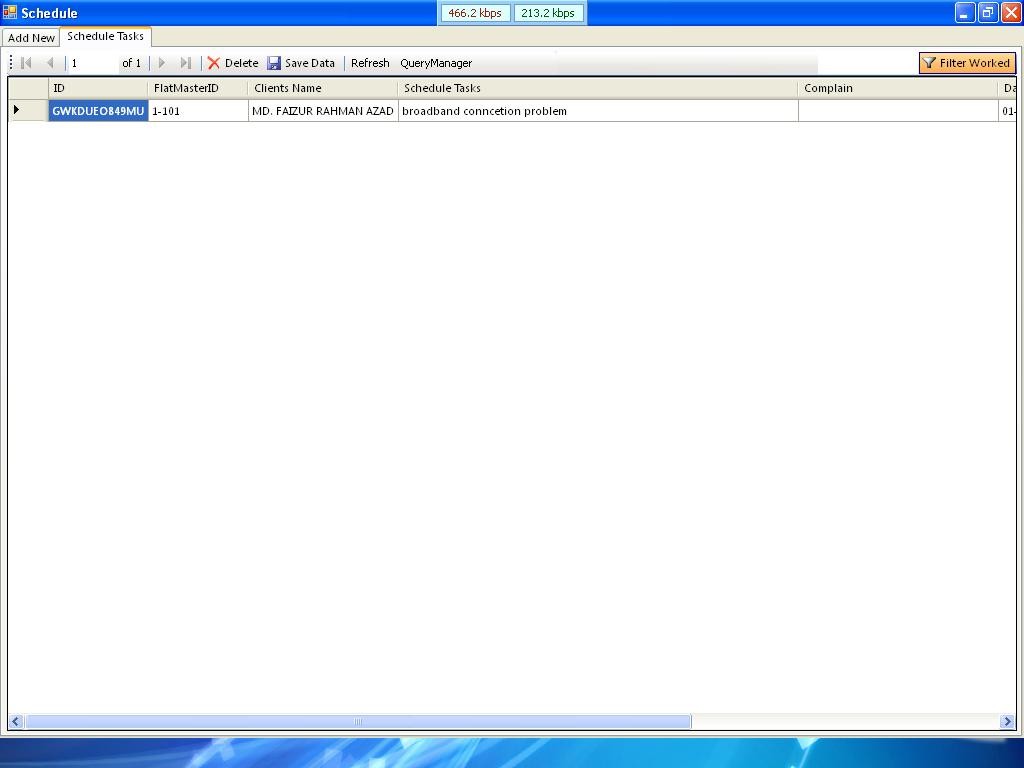 Schedule
466.2 kbps 213.2 kbps
Add New Schedule Tasks
1 of 1 Delete Save Data Refresh QueryManager Filter Worked
ID FlatMasterID Clients Name Schedule Tasks Complain Da
GWKDUEO849MU 1-101 MD. FAIZUR RAHMAN AZAD broadband conncetion problem 01-